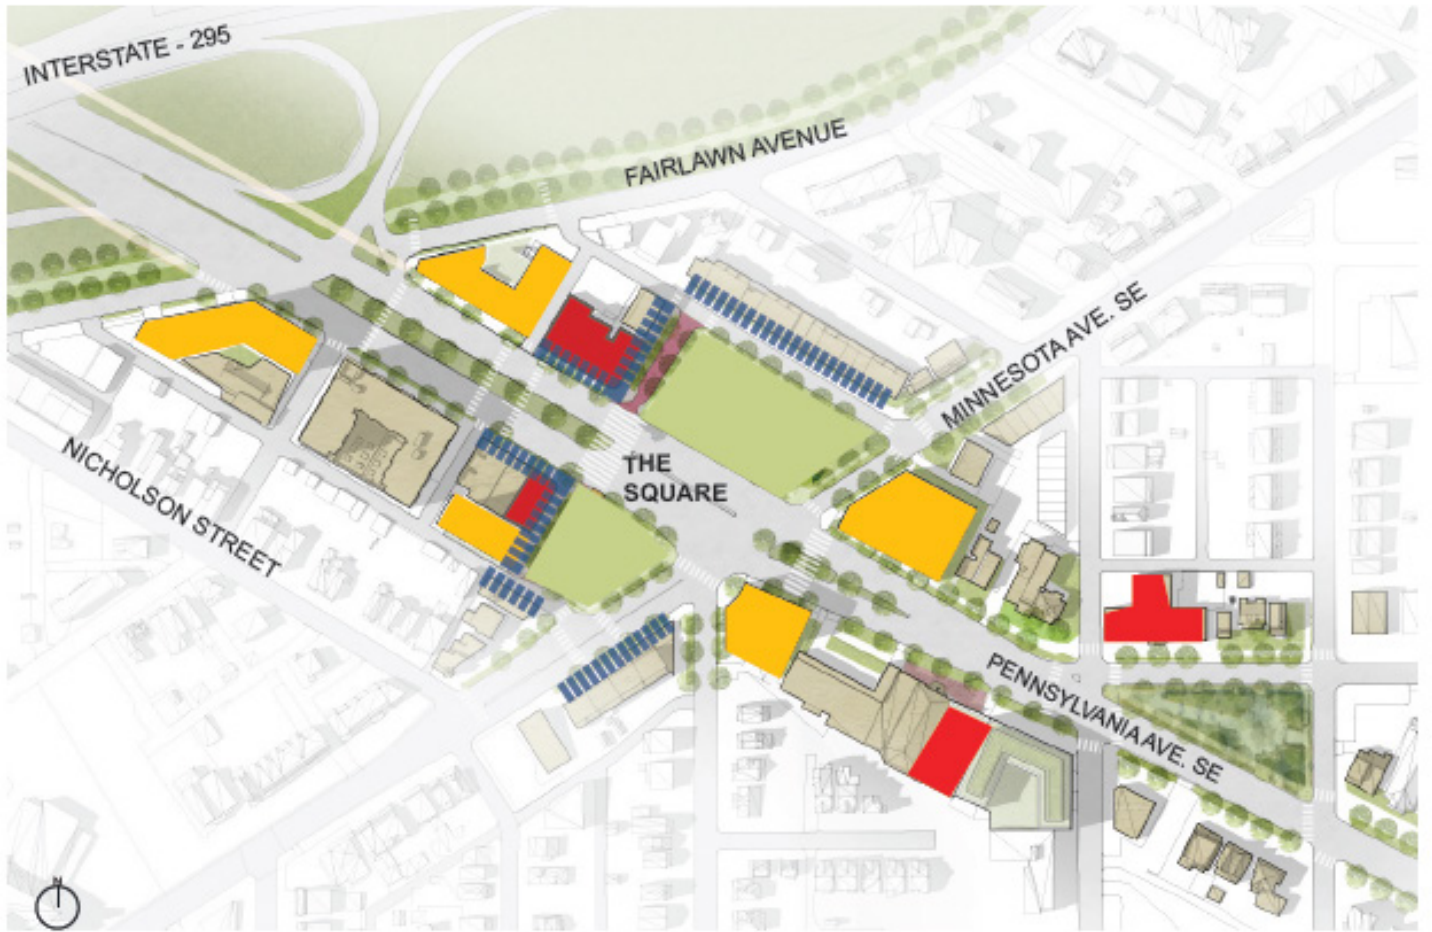 INTERSTATE - 295
FAIRLAWN AVENUE
MINNESOTA AVE. SE
THE
SQUARE
NICHOLSON STREET
PENNSYLVANIA AVE. SE
N